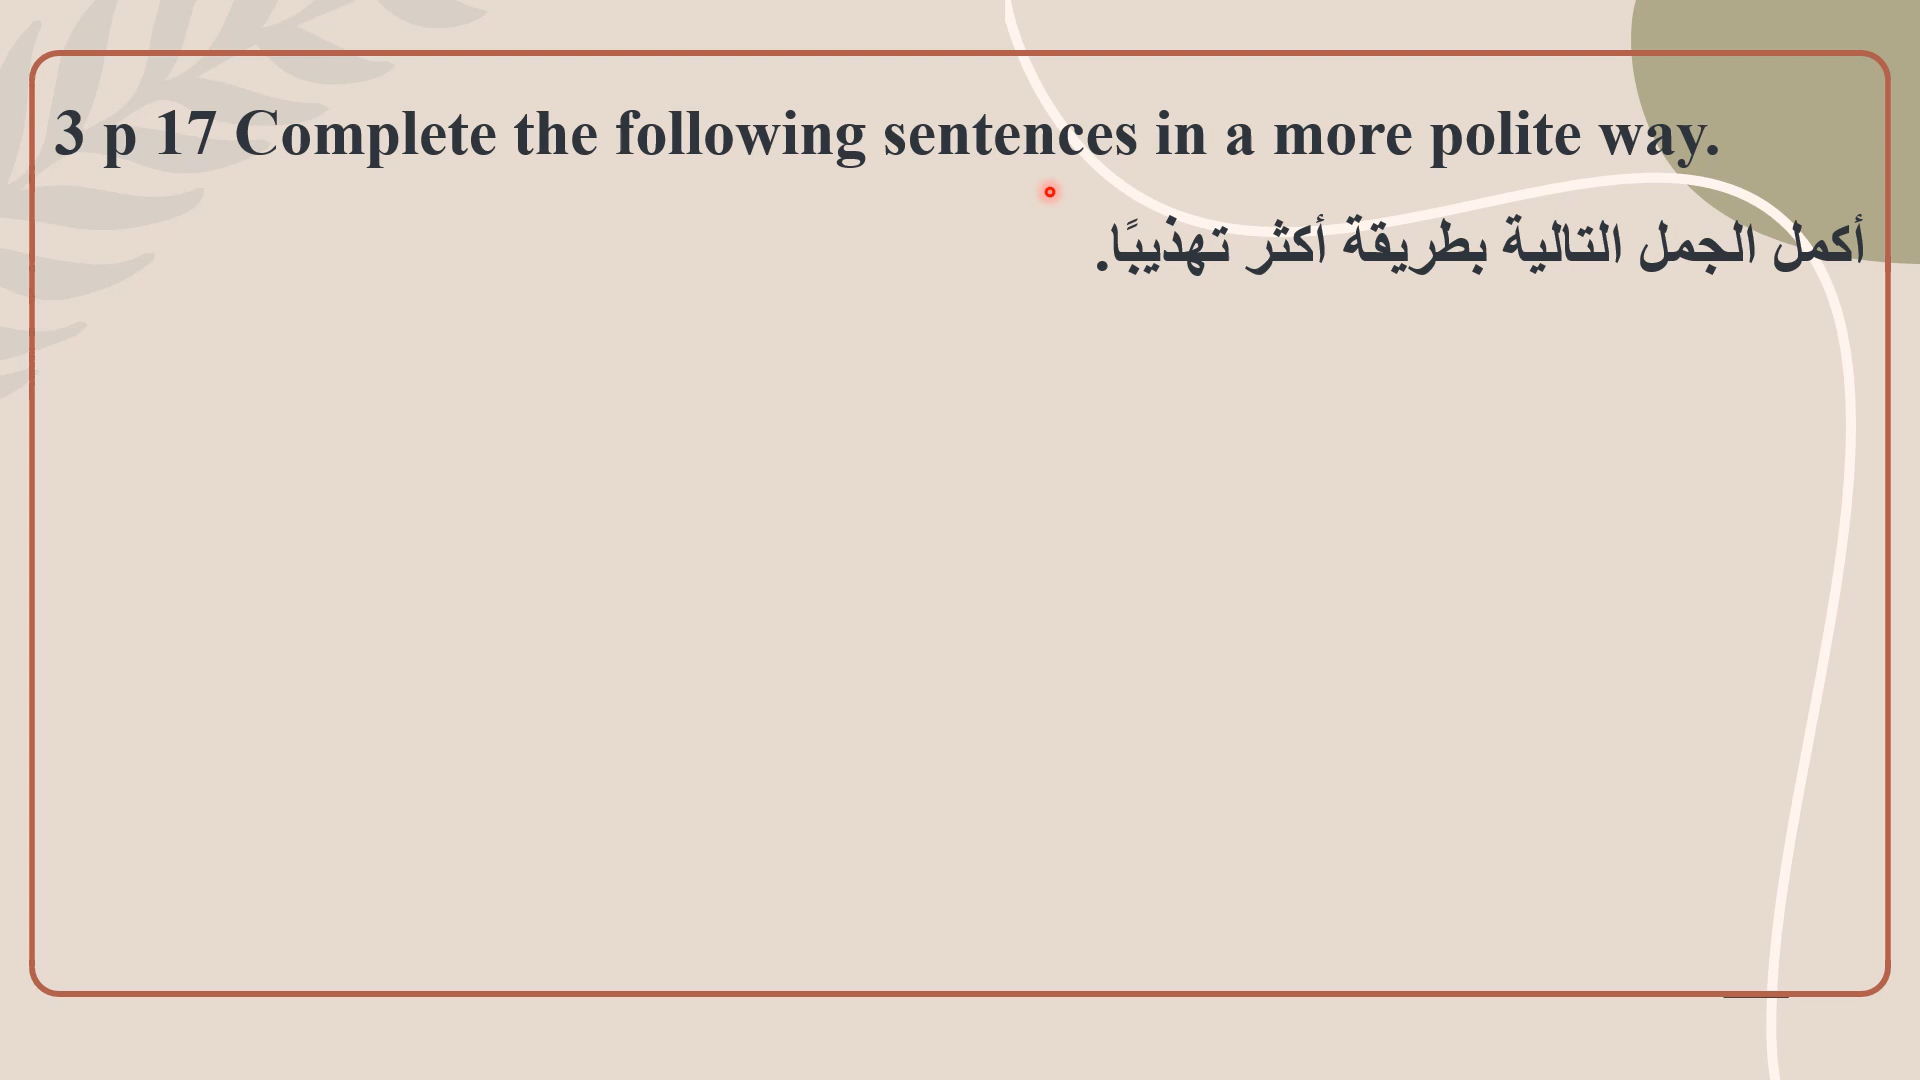 3 p 17 Complete the following sentences in a more polite way.
أكمل الجمل التالية بطريقة أكثر تهذيبًا.